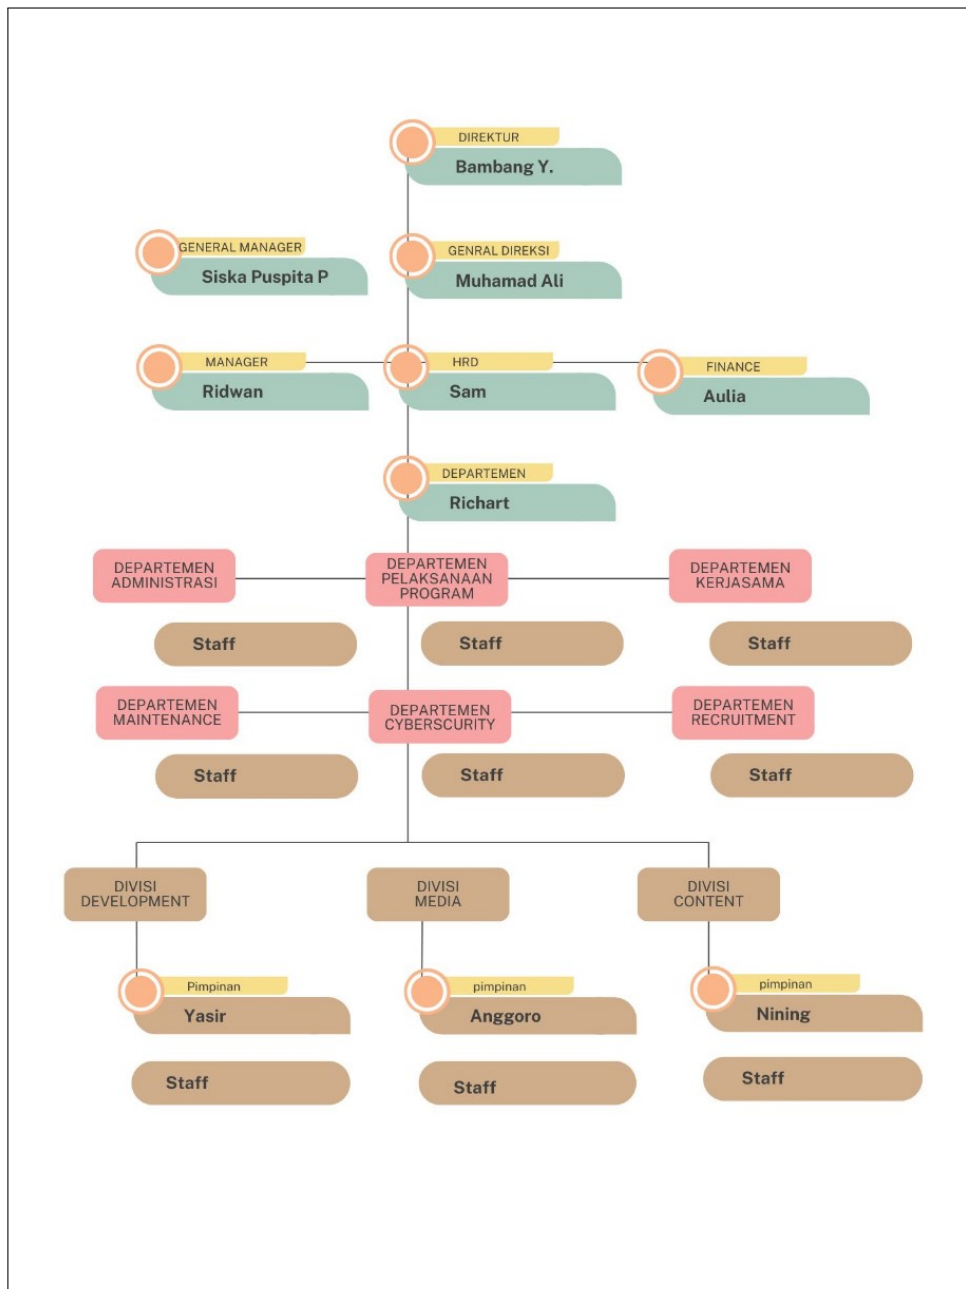 DIREKTUR
Bambang Y.
GENERAL MANAGER
Siska Puspita P
GENRAL DIREKSI
Muhamad Ali
MANAGER
Ridwan
HRD
Sam
FINANCE
Aulia
DEPARTEMEN
Richart
DEPARTEMEN
ADMINISTRASI
DEPARTEMEN
PELAKSANAAN
PROGRAM
DEPARTEMEN
KERJASAMA
Staff
Staff
Staff
DEPARTEMEN
MAINTENANCE
DEPARTEMEN
CYBERSCURITY
DEPARTEMEN
RECRUITMENT
Staff
Staff
Staff
DIVISI
DEVELOPMENT
DIVISI
MEDIA
DIVISI
CONTENT
Pimpinan
Yasir
pimpinan
Anggoro
pimpinan
Nining
Staff
Staff
Staff